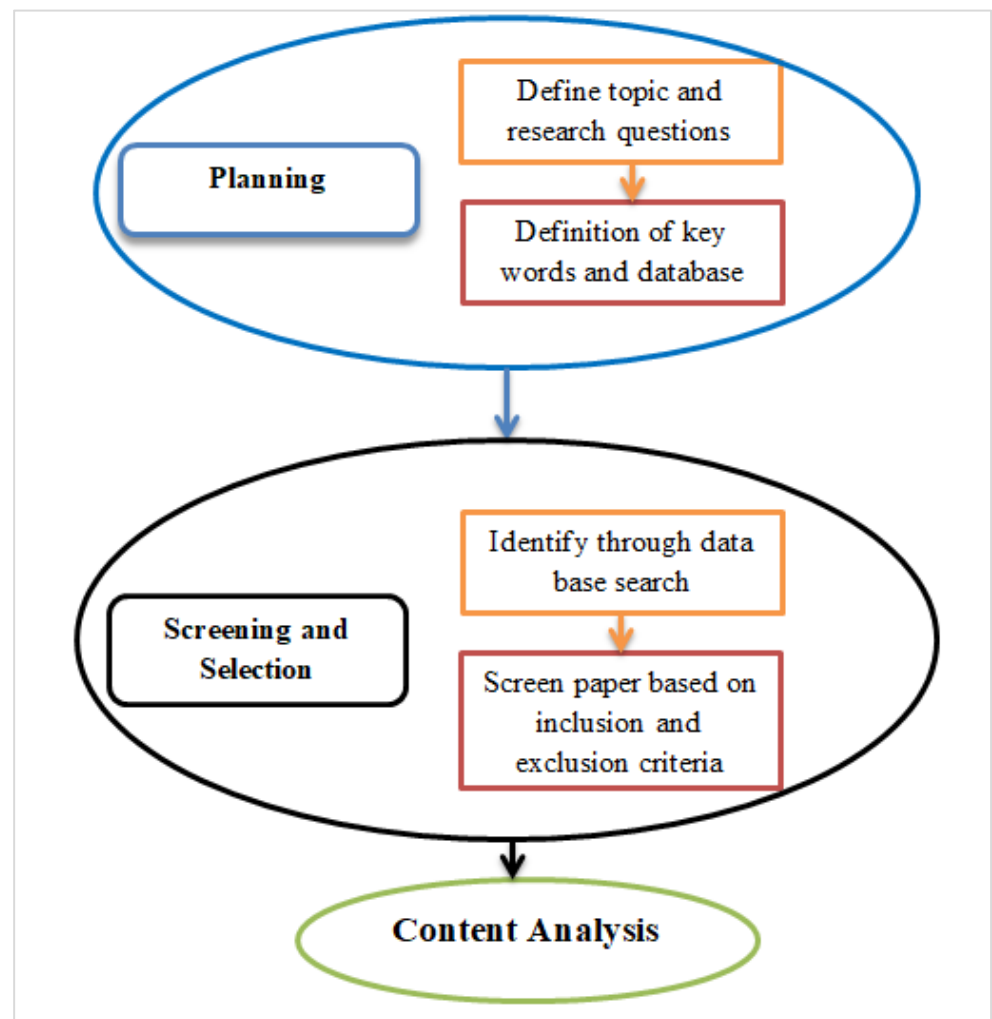 Define topic and
research questions
Planning
Definition of key
words and database
Identify through data
base search
Screening and
Selection
Screen paper based on
inclusion and
exclusion criteria
Content Analysis